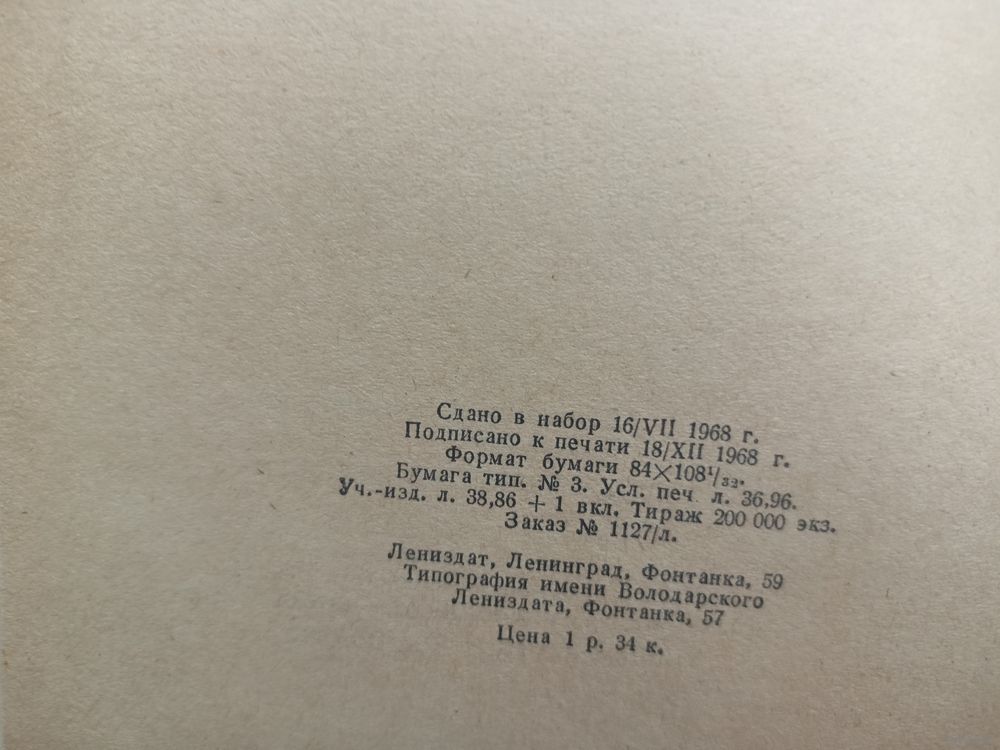 Сдано в набор 16/VII 1968 г.
Подписано к печати 18/XII 1968 г.
Формат бумаги 84×108¹/₃₂.
Бумага тип. № 3. Усл. печ. л. 36,96.
Уч.-изд. л. 38,86 + 1 вкл. Тираж 200 000 экз.
Заказ № 1127/л.
Лениздат, Ленинград, Фонтанка, 59
Типография имени Володарского
Лениздата, Фонтанка, 57
Цена 1 р. 34 к.